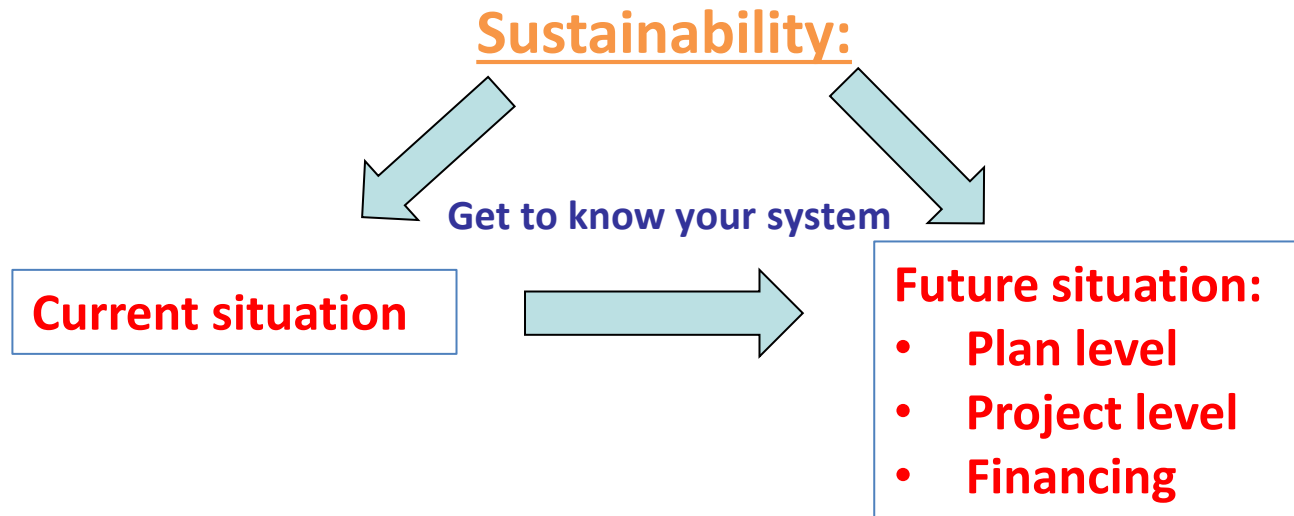 Sustainability:
Get to know your system
Current situation
Future situation:
• Plan level
• Project level
• Financing